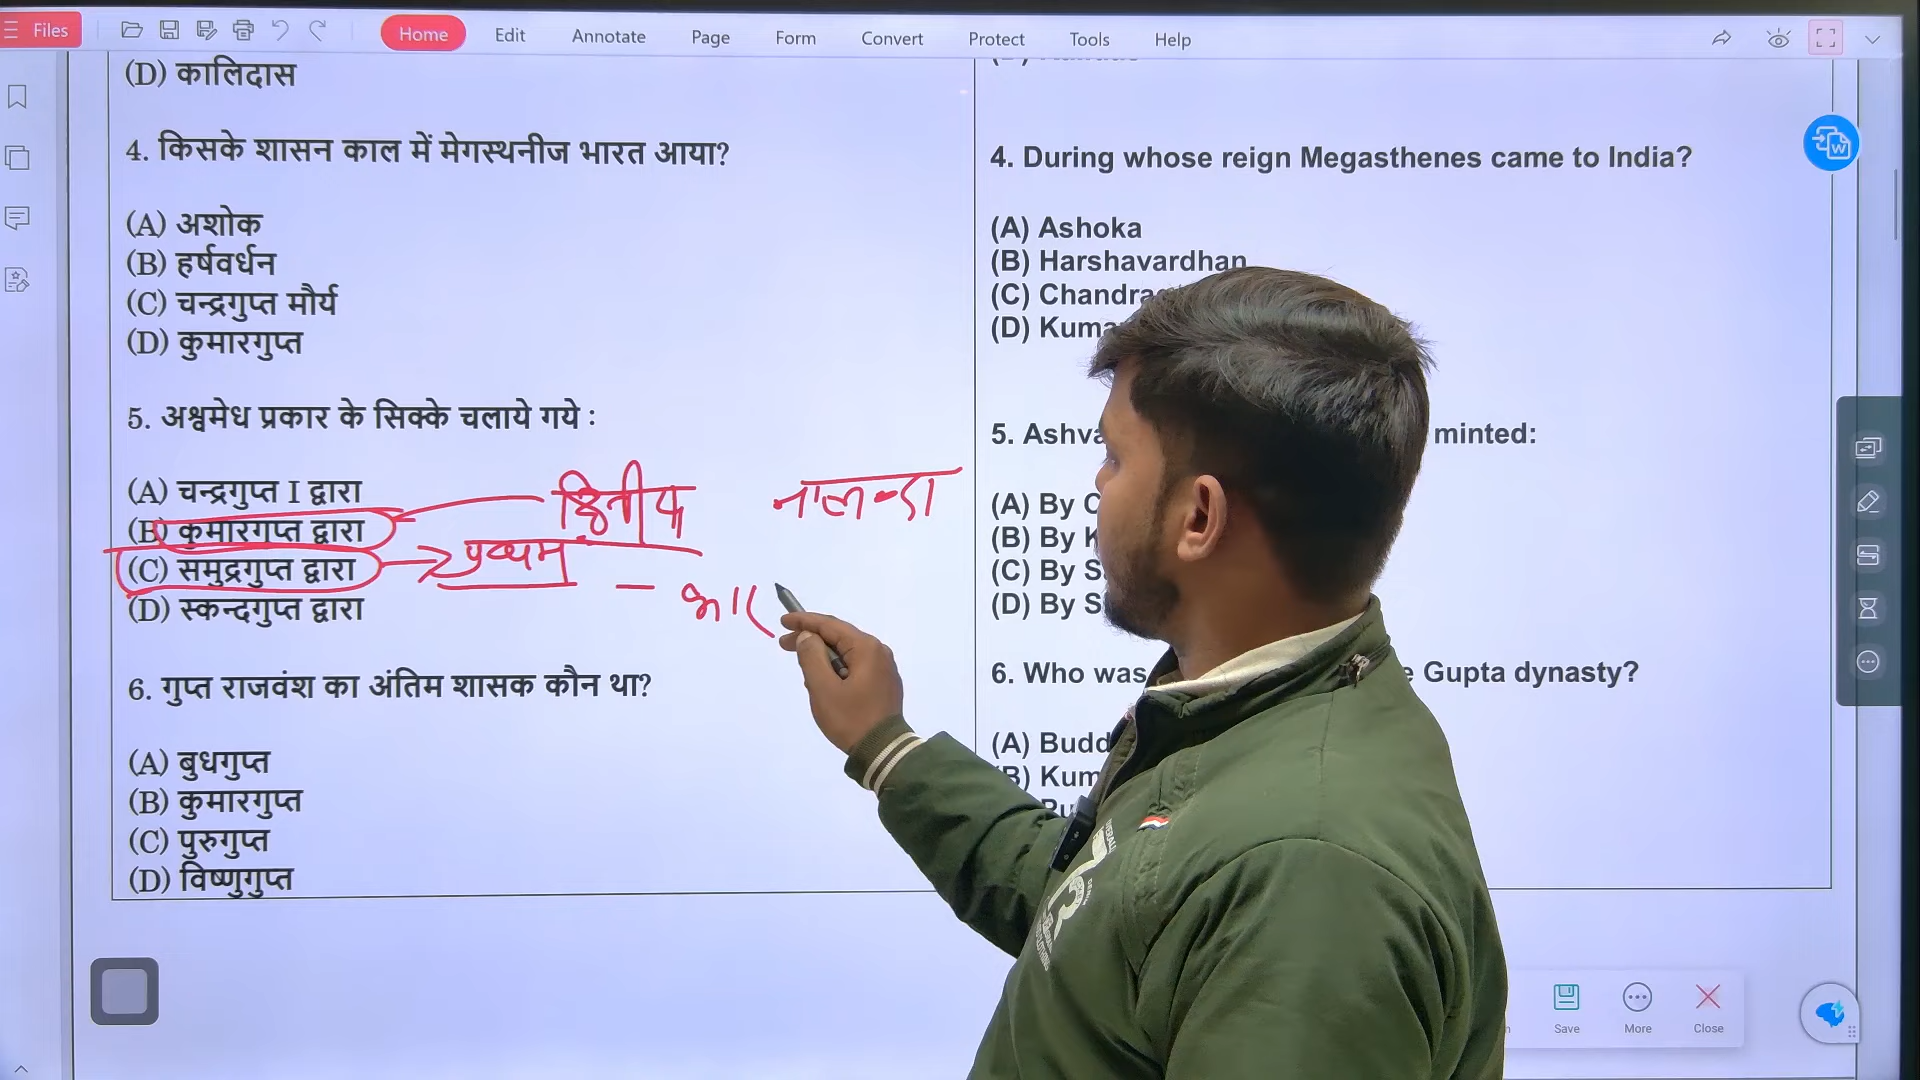 Files
Home Edit Annotate Page Form Convert Protect Tools Help
(D) कालिदास
4. किसके शासन काल में मेगस्थनीज भारत आया?
(A) अशोक
(B) हर्षवर्धन
(C) चन्द्रगुप्त मौर्य
(D) कुमारगुप्त
5. अश्वमेध प्रकार के सिक्के चलाये गये :
(A) चन्द्रगुप्त I द्वारा
(B) कुमारगुप्त द्वारा
(C) समुद्रगुप्त द्वारा
(D) स्कन्दगुप्त द्वारा
द्वितीय
नालन्दा
प्रथम
6. गुप्त राजवंश का अंतिम शासक कौन था?
(A) बुधगुप्त
(B) कुमारगुप्त
(C) पुरुगुप्त
(D) विष्णुगुप्त
4. During whose reign Megasthenes came to India?
(A) Ashoka
(B) Harshavardhan
(C) Chandra
(D) Kuma
5. Ashva minted:
(A) By C
(B) By K
(C) By S
(D) By S
6. Who was Gupta dynasty?
(A) Budd
(B) Kum
Save More Close